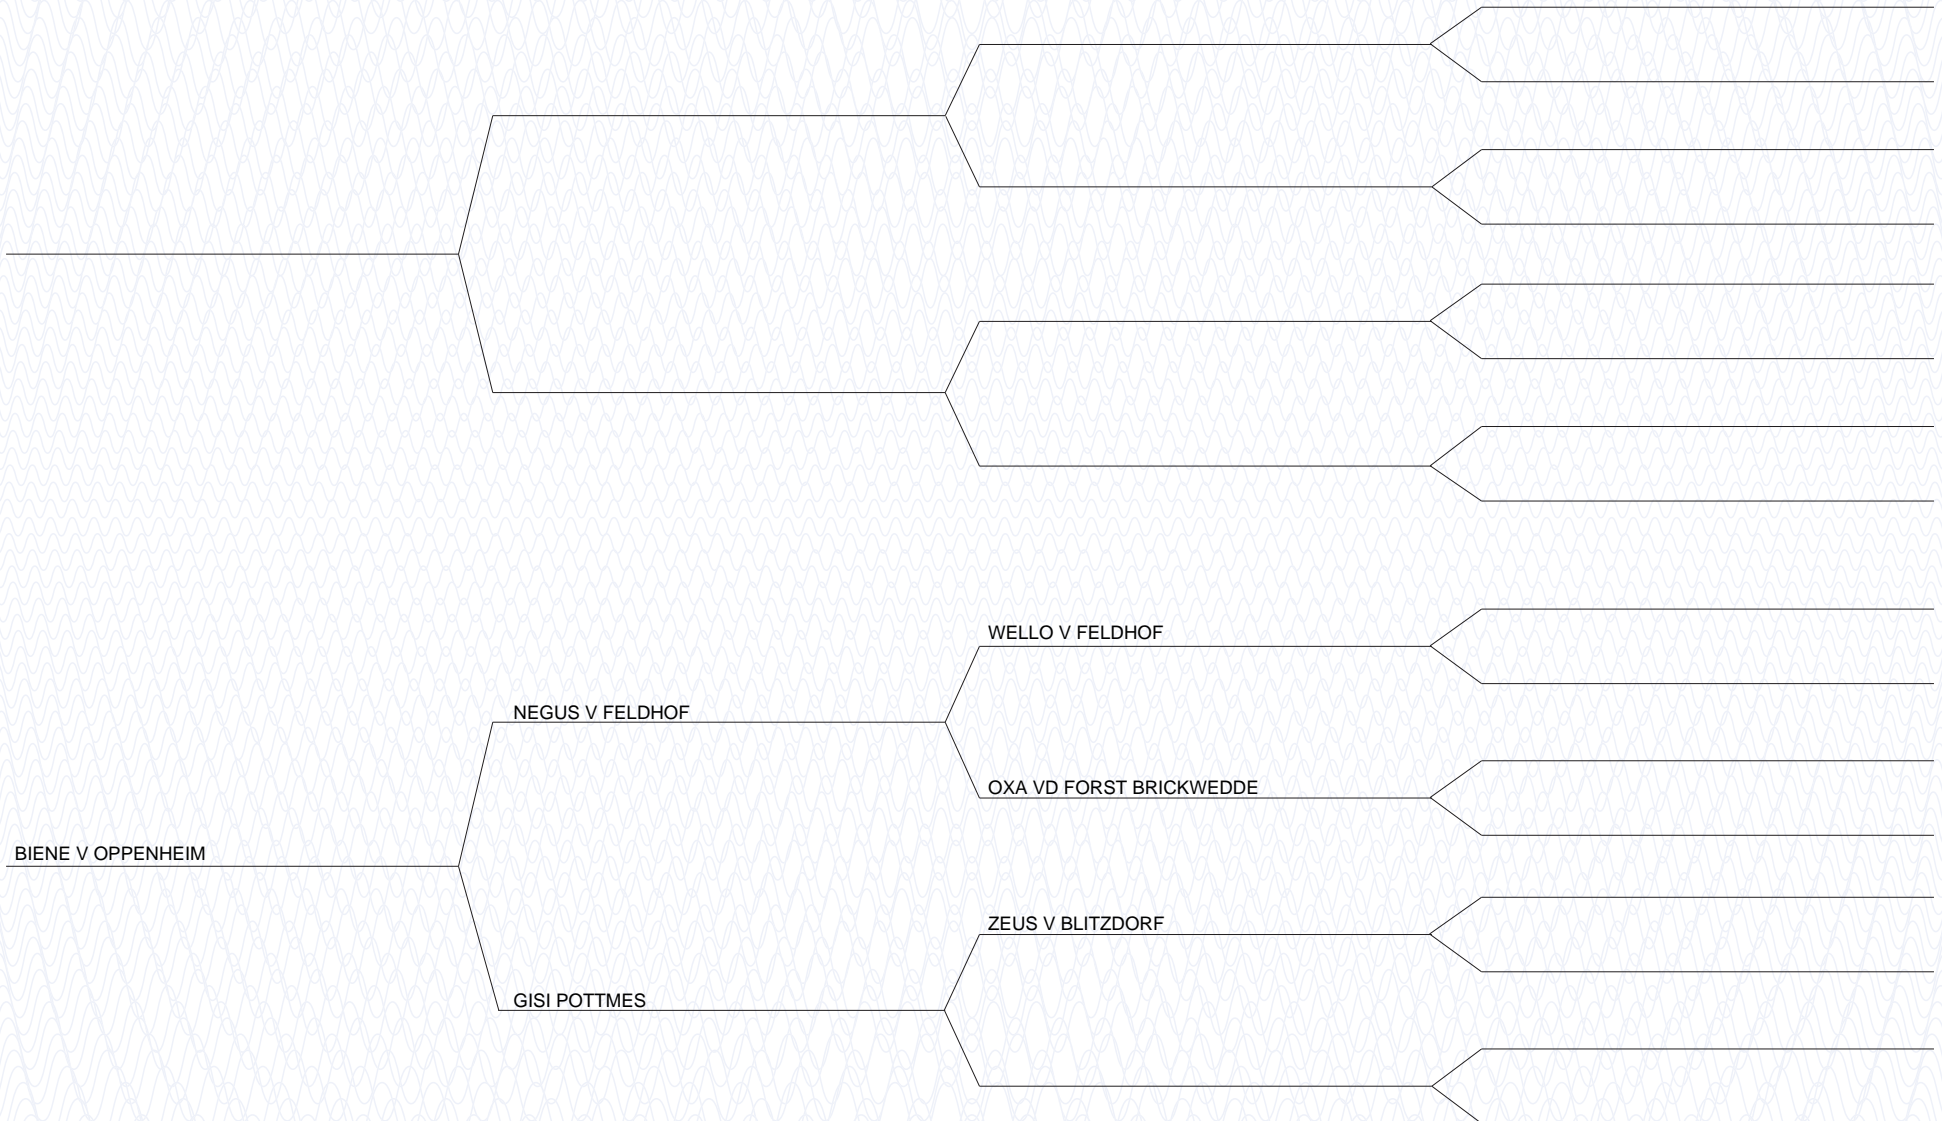 WELLO V FELDHOF
NEGUS V FELDHOF
OXA VD FORST BRICKWEDDE
BIENE V OPPENHEIM
ZEUS V BLITZDORF
GISI POTTMES